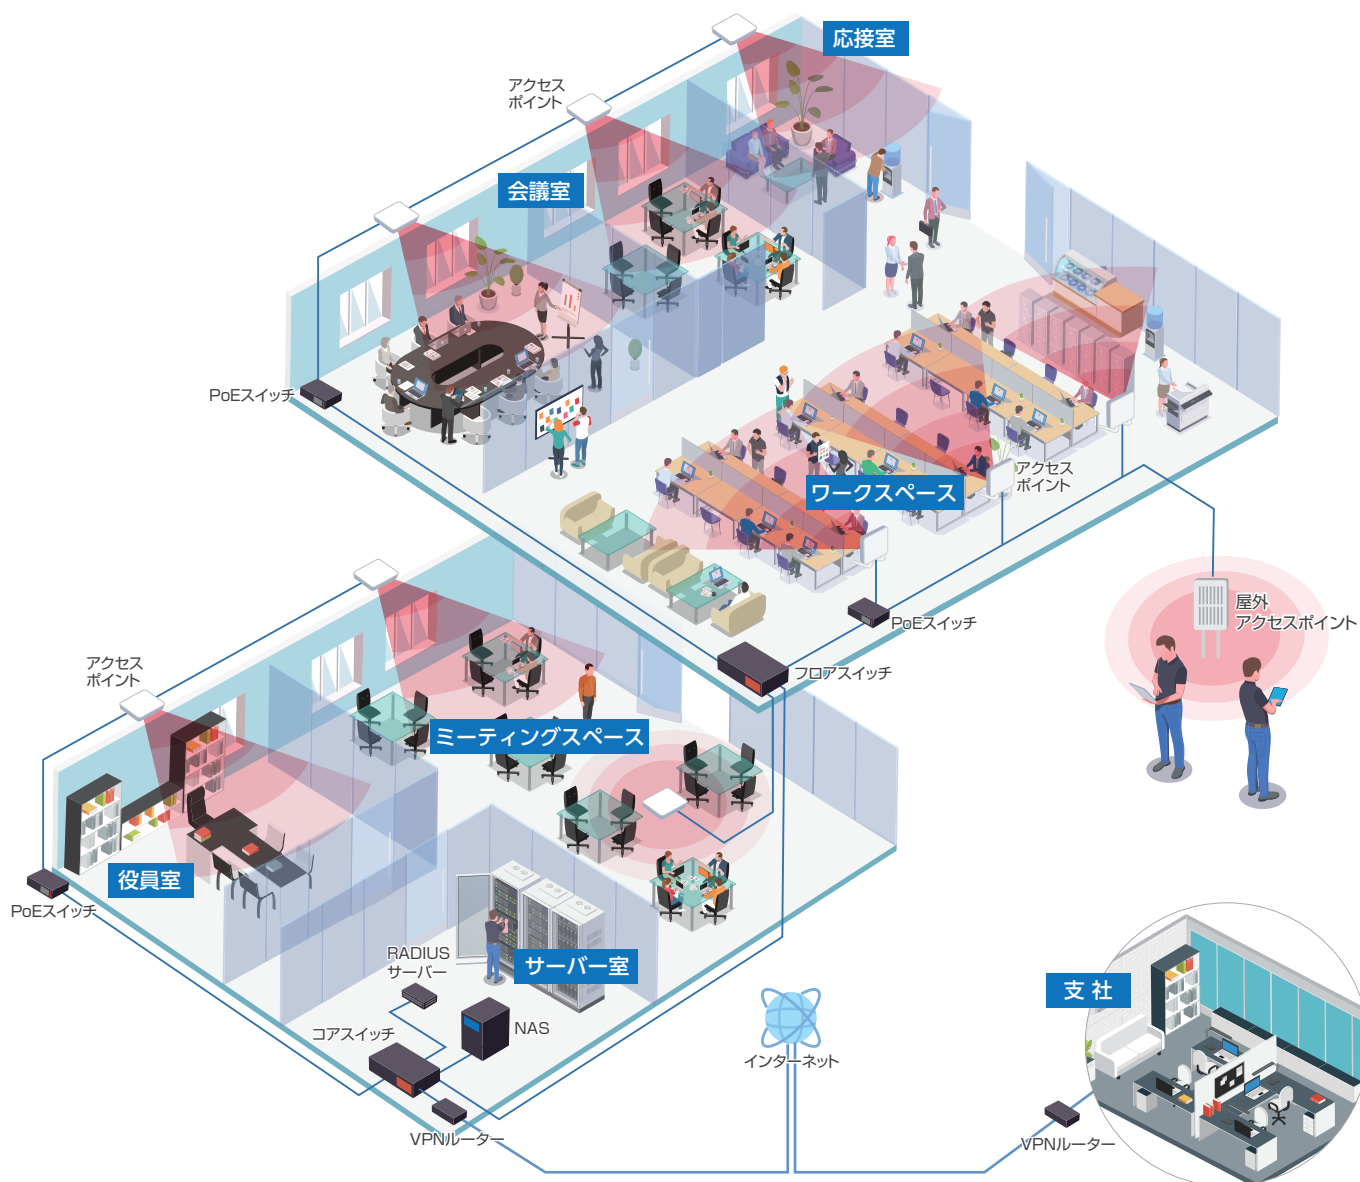 応接室
アクセス
ポイント
会議室
PoEスイッチ
ワークスペース
アクセス
ポイント
PoEスイッチ
屋外
アクセスポイント
フロアスイッチ
アクセス
ポイント
ミーティングスペース
役員室
PoEスイッチ
RADIUS
サーバー
サーバー室
NAS
コアスイッチ
VPNルーター
インターネット
支社
VPNルーター